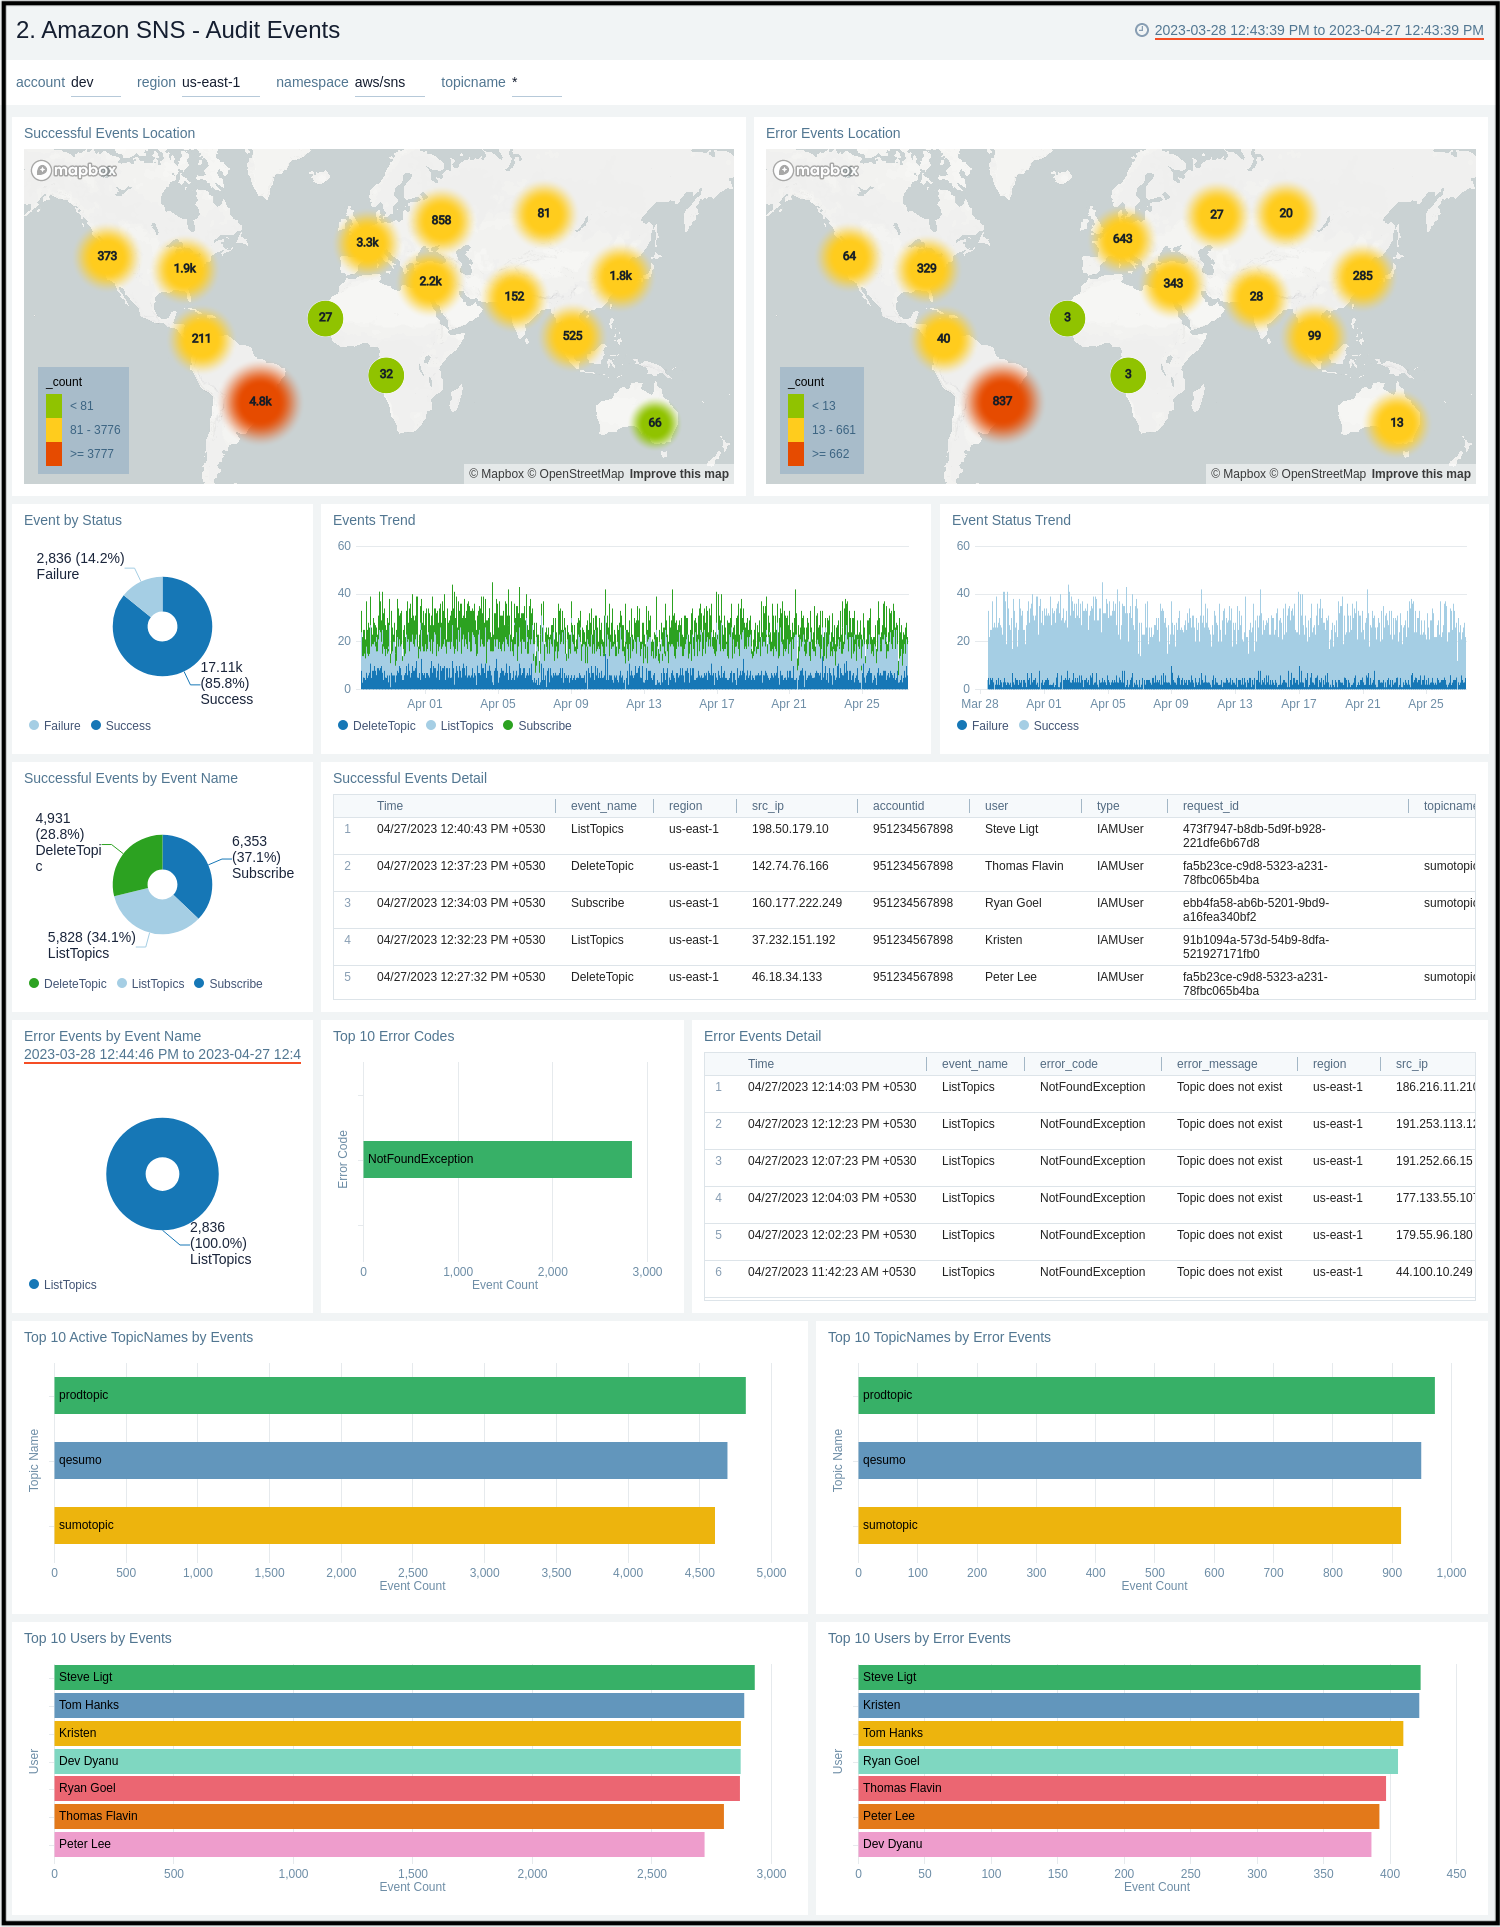 2. Amazon SNS - Audit Events
2023-03-28 12:43:39 PM to 2023-04-27 12:43:39 PM
account dev region us-east-1 namespace aws/sns topicname *
Successful Events Location
mapbox
858
81
3.3k
373
1.9k
2.2k
1.8k
152
27
211
525
32
4.8k
66
_count
< 81
81 - 3776
>= 3777
© Mapbox © OpenStreetMap Improve this map
Error Events Location
mapbox
27
20
643
64
329
343
285
28
3
40
99
3
837
13
_count
< 13
13 - 661
>= 662
© Mapbox © OpenStreetMap Improve this map
Event by Status
2,836 (14.2%)
Failure
17.11k
(85.8%)
Success
Failure Success
Events Trend
60
40
20
0
Apr 01 Apr 05 Apr 09 Apr 13 Apr 17 Apr 21 Apr 25
DeleteTopic ListTopics Subscribe
Event Status Trend
60
40
20
0
Mar 28 Apr 01 Apr 05 Apr 09 Apr 13 Apr 17 Apr 21 Apr 25
Failure Success
Successful Events by Event Name
4,931
(28.8%)
DeleteTopi
c
6,353
(37.1%)
Subscribe
5,828 (34.1%)
ListTopics
DeleteTopic ListTopics Subscribe
Successful Events Detail
Time event_name region src_ip accountid user type request_id topicname
1 04/27/2023 12:40:43 PM +0530 ListTopics us-east-1 198.50.179.10 951234567898 Steve Ligt IAMUser 473f7947-b8db-5d9f-b928-
221dfe6b67d8
2 04/27/2023 12:37:23 PM +0530 DeleteTopic us-east-1 142.74.76.166 951234567898 Thomas Flavin IAMUser fa5b23ce-c9d8-5323-a231- sumotopic
78fbc065b4ba
3 04/27/2023 12:34:03 PM +0530 Subscribe us-east-1 160.177.222.249 951234567898 Ryan Goel IAMUser ebb4fa58-ab6b-5201-9bd9- sumotopic
a16fea340bf2
4 04/27/2023 12:32:23 PM +0530 ListTopics us-east-1 37.232.151.192 951234567898 Kristen IAMUser 91b1094a-573d-54b9-8dfa-
521927171fb0
5 04/27/2023 12:27:32 PM +0530 DeleteTopic us-east-1 46.18.34.133 951234567898 Peter Lee IAMUser fa5b23ce-c9d8-5323-a231- sumotopic
78fbc065b4ba
Error Events by Event Name
2023-03-28 12:44:46 PM to 2023-04-27 12:4
2,836
(100.0%)
ListTopics
ListTopics
Top 10 Error Codes
Error Code
NotFoundException
0 1,000 2,000 3,000
Event Count
Error Events Detail
Time event_name error_code error_message region src_ip
1 04/27/2023 12:14:03 PM +0530 ListTopics NotFoundException Topic does not exist us-east-1 186.216.11.210
2 04/27/2023 12:12:23 PM +0530 ListTopics NotFoundException Topic does not exist us-east-1 191.253.113.12
3 04/27/2023 12:07:23 PM +0530 ListTopics NotFoundException Topic does not exist us-east-1 191.252.66.15
4 04/27/2023 12:04:03 PM +0530 ListTopics NotFoundException Topic does not exist us-east-1 177.133.55.107
5 04/27/2023 12:02:23 PM +0530 ListTopics NotFoundException Topic does not exist us-east-1 179.55.96.180
6 04/27/2023 11:42:23 AM +0530 ListTopics NotFoundException Topic does not exist us-east-1 44.100.10.249
Top 10 Active TopicNames by Events
Topic Name
prodtopic
qesumo
sumotopic
0 500 1,000 1,500 2,000 2,500 3,000 3,500 4,000 4,500 5,000
Event Count
Top 10 TopicNames by Error Events
Topic Name
prodtopic
qesumo
sumotopic
0 100 200 300 400 500 600 700 800 900 1,000
Event Count
Top 10 Users by Events
User
Steve Ligt
Tom Hanks
Kristen
Dev Dyanu
Ryan Goel
Thomas Flavin
Peter Lee
0 500 1,000 1,500 2,000 2,500 3,000
Event Count
Top 10 Users by Error Events
User
Steve Ligt
Kristen
Tom Hanks
Ryan Goel
Thomas Flavin
Peter Lee
Dev Dyanu
0 50 100 150 200 250 300 350 400 450
Event Count